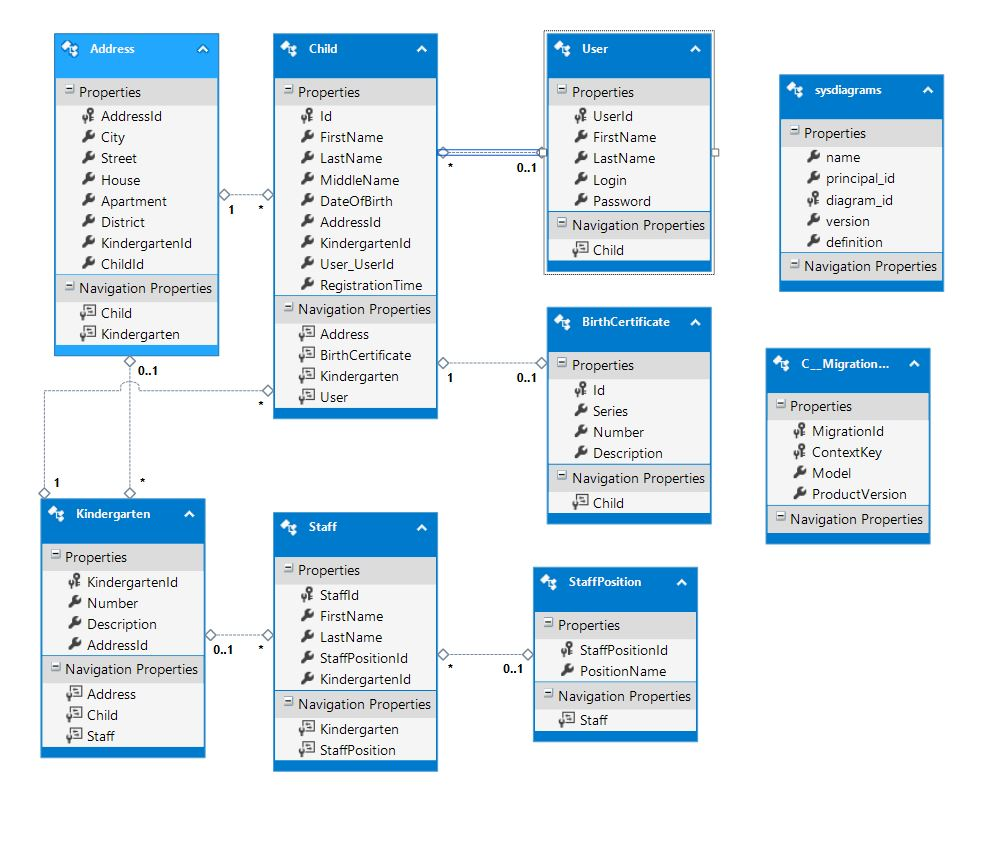 Address
Properties
AddressId
City
Street
House
Apartment
District
KindergartenId
ChildId
Navigation Properties
Child
Kindergarten
1
*
Child
Properties
Id
FirstName
LastName
MiddleName
DateOfBirth
AddressId
KindergartenId
User_UserId
RegistrationTime
Navigation Properties
Address
BirthCertificate
Kindergarten
User
*
0..1
User
Properties
UserId
FirstName
LastName
Login
Password
Navigation Properties
Child
sysdiagrams
Properties
name
principal_id
diagram_id
version
definition
Navigation Properties
1
0..1
BirthCertificate
Properties
Id
Series
Number
Description
Navigation Properties
Child
C__Migration...
Properties
MigrationId
ContextKey
Model
ProductVersion
Navigation Properties
0..1
*
1
*
Kindergarten
Properties
KindergartenId
Number
Description
AddressId
Navigation Properties
Address
Child
Staff
0..1
*
Staff
Properties
StaffId
FirstName
LastName
StaffPositionId
KindergartenId
Navigation Properties
Kindergarten
StaffPosition
*
0..1
StaffPosition
Properties
StaffPositionId
PositionName
Navigation Properties
Staff